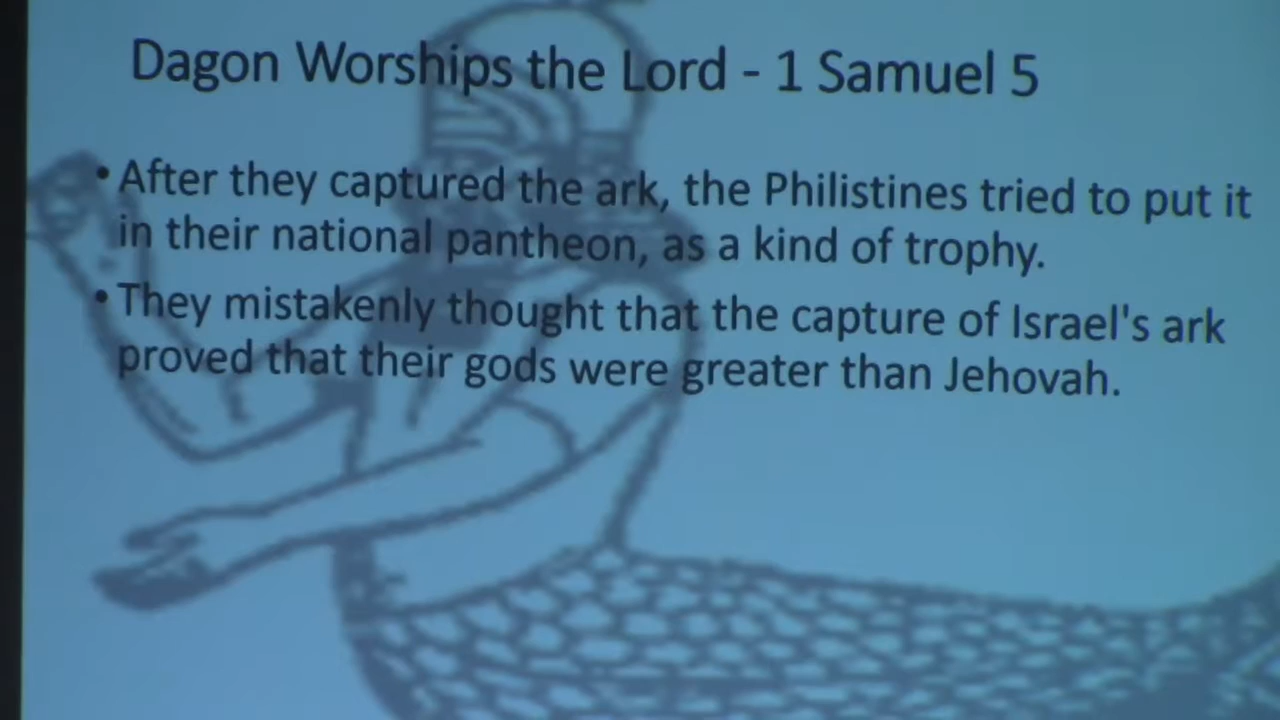 Dagon Worships the Lord - 1 Samuel 5
• After they captured the ark, the Philistines tried to put it
in their national pantheon, as a kind of trophy.
• They mistakenly thought that the capture of Israel's ark
proved that their gods were greater than Jehovah.